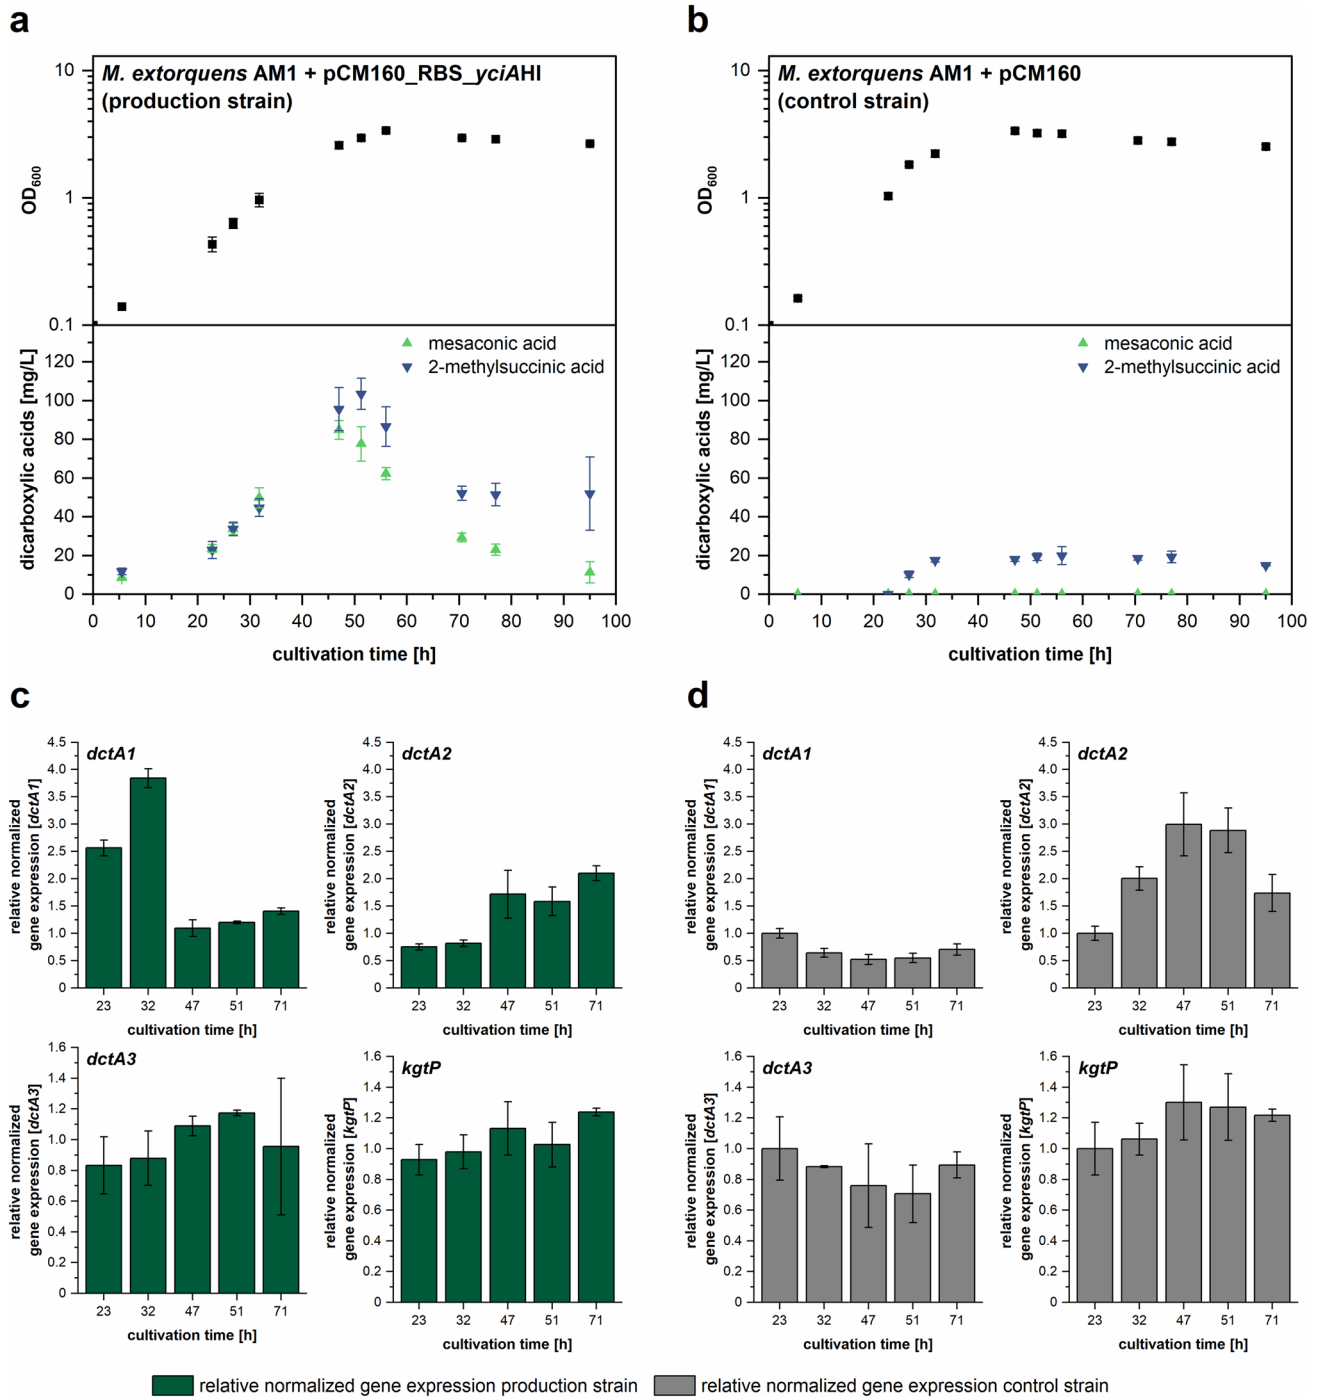 a
M. extorquens AM1 + pCM160_RBS_yciAHI
(production strain)
OD600
10
1
0.1
mesaconic acid
2-methylsuccinic acid
dicarboxylic acids [mg/L]
120
100
80
60
40
20
0
0 10 20 30 40 50 60 70 80 90 100
cultivation time [h]
b
M. extorquens AM1 + pCM160
(control strain)
OD600
10
1
0.1
mesaconic acid
2-methylsuccinic acid
dicarboxylic acids [mg/L]
120
100
80
60
40
20
0
0 10 20 30 40 50 60 70 80 90 100
cultivation time [h]
c
dctA1
relative normalized
gene expression [dctA1]
4.5
4.0
3.5
3.0
2.5
2.0
1.5
1.0
0.5
0
23 32 47 51 71
cultivation time [h]
dctA2
relative normalized
gene expression [dctA2]
4.5
4.0
3.5
3.0
2.5
2.0
1.5
1.0
0.5
0
23 32 47 51 71
cultivation time [h]
dctA3
relative normalized
gene expression [dctA3]
1.6
1.4
1.2
1.0
0.8
0.6
0.4
0.2
0
23 32 47 51 71
cultivation time [h]
kgtP
relative normalized
gene expression [kgtP]
1.6
1.4
1.2
1.0
0.8
0.6
0.4
0.2
0
23 32 47 51 71
cultivation time [h]
d
dctA1
relative normalized
gene expression [dctA1]
4.5
4.0
3.5
3.0
2.5
2.0
1.5
1.0
0.5
0
23 32 47 51 71
cultivation time [h]
dctA2
relative normalized
gene expression [dctA2]
4.5
4.0
3.5
3.0
2.5
2.0
1.5
1.0
0.5
0
23 32 47 51 71
cultivation time [h]
dctA3
relative normalized
gene expression [dctA3]
1.6
1.4
1.2
1.0
0.8
0.6
0.4
0.2
0
23 32 47 51 71
cultivation time [h]
kgtP
relative normalized
gene expression [kgtP]
1.6
1.4
1.2
1.0
0.8
0.6
0.4
0.2
0
23 32 47 51 71
cultivation time [h]
relative normalized gene expression production strain
relative normalized gene expression control strain